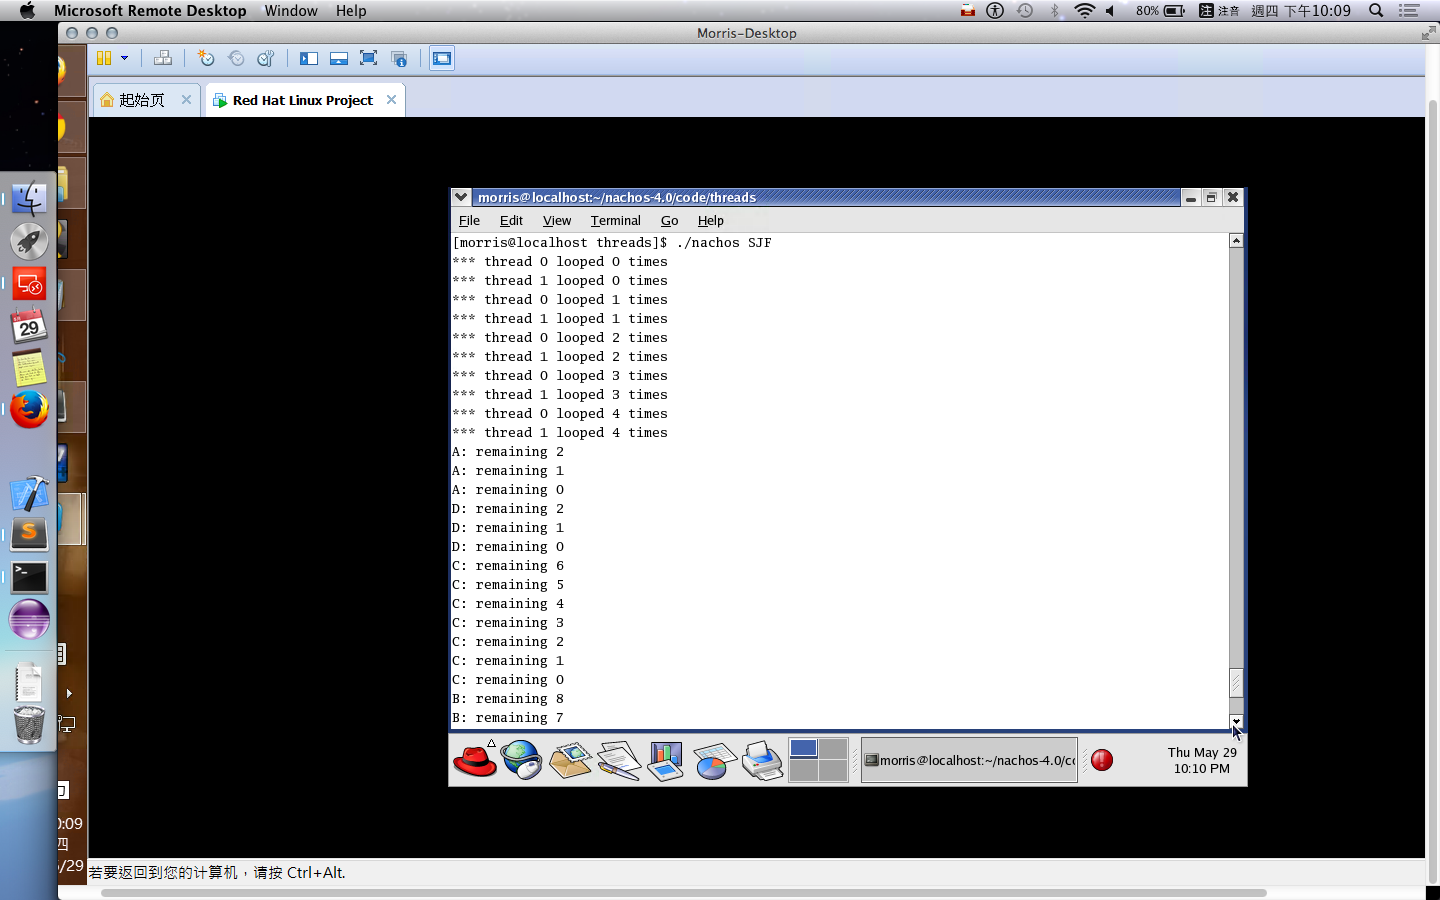 Microsoft Remote Desktop Window Help
80% 注 注音 週四 下午10:09
Morris-Desktop
起始页
Red Hat Linux Project
morris@localhost:~/nachos-4.0/code/threads
File Edit View Terminal Go Help
[morris@localhost threads]$ ./nachos SJF
*** thread 0 looped 0 times
*** thread 1 looped 0 times
*** thread 0 looped 1 times
*** thread 1 looped 1 times
*** thread 0 looped 2 times
*** thread 1 looped 2 times
*** thread 0 looped 3 times
*** thread 1 looped 3 times
*** thread 0 looped 4 times
*** thread 1 looped 4 times
A: remaining 2
A: remaining 1
A: remaining 0
D: remaining 2
D: remaining 1
D: remaining 0
C: remaining 6
C: remaining 5
C: remaining 4
C: remaining 3
C: remaining 2
C: remaining 1
C: remaining 0
B: remaining 8
B: remaining 7
morris@localhost:~/nachos-4.0/co
Thu May 29
10:10 PM
29
0:09
四
/29
若要返回到您的计算机，请按 Ctrl+Alt.